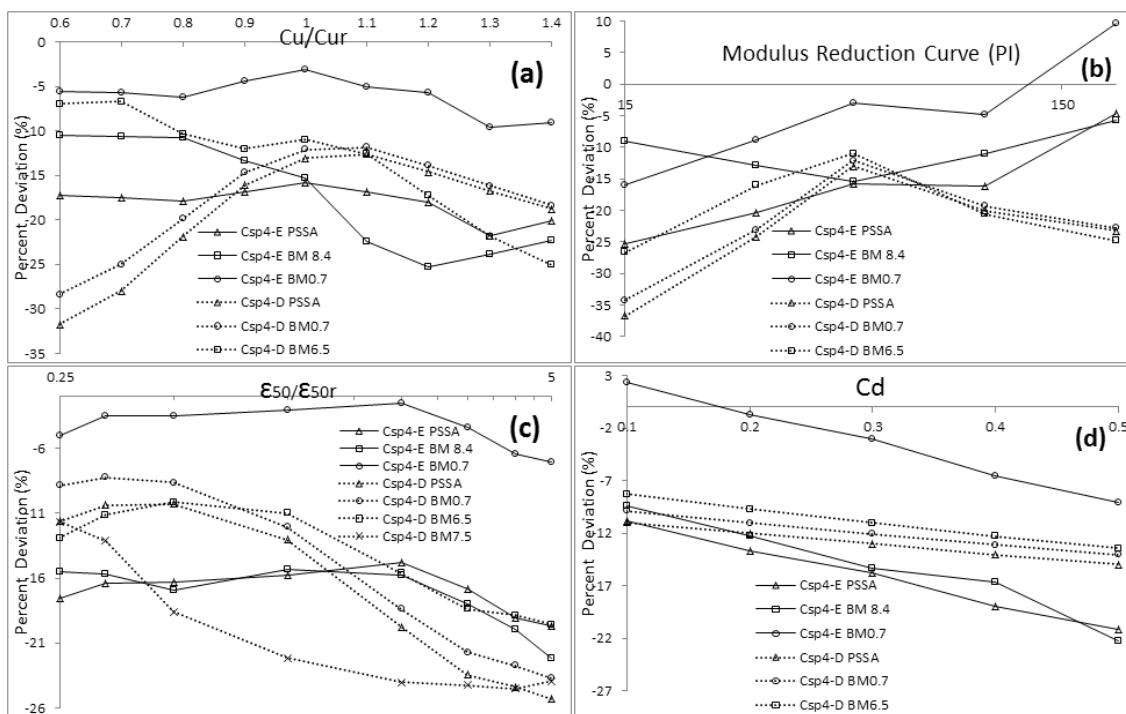 0.6 0.7 0.8 0.9 1 1.1 1.2 1.3 1.4
Cu/Cur
(a)
0
-5
-10
-15
-20
-25
-30
-35
Percent Deviation (%)
Csp4-E PSSA
Csp4-E BM 8.4
Csp4-E BM0.7
Csp4-D PSSA
Csp4-D BM0.7
Csp4-D BM6.5
10
5
0
-5
-10
-15
-20
-25
-30
-35
-40
Modulus Reduction Curve (PI)
(b)
15 150
Percent Deviation (%)
Csp4-E PSSA
Csp4-E BM 8.4
Csp4-E BM0.7
Csp4-D PSSA
Csp4-D BM0.7
Csp4-D BM6.5
0.25 5
ε50/ε50r
(c)
-6
-11
-16
-21
-26
Percent Deviation (%)
Csp4-E PSSA
Csp4-E BM 8.4
Csp4-E BM0.7
Csp4-D PSSA
Csp4-D BM0.7
Csp4-D BM6.5
Csp4-D BM7.5
Cd
(d)
3
-2
-7
-12
-17
-22
-27
0.1 0.2 0.3 0.4 0.5
Percent Deviation (%)
Csp4-E PSSA
Csp4-E BM 8.4
Csp4-E BM0.7
Csp4-D PSSA
Csp4-D BM0.7
Csp4-D BM6.5